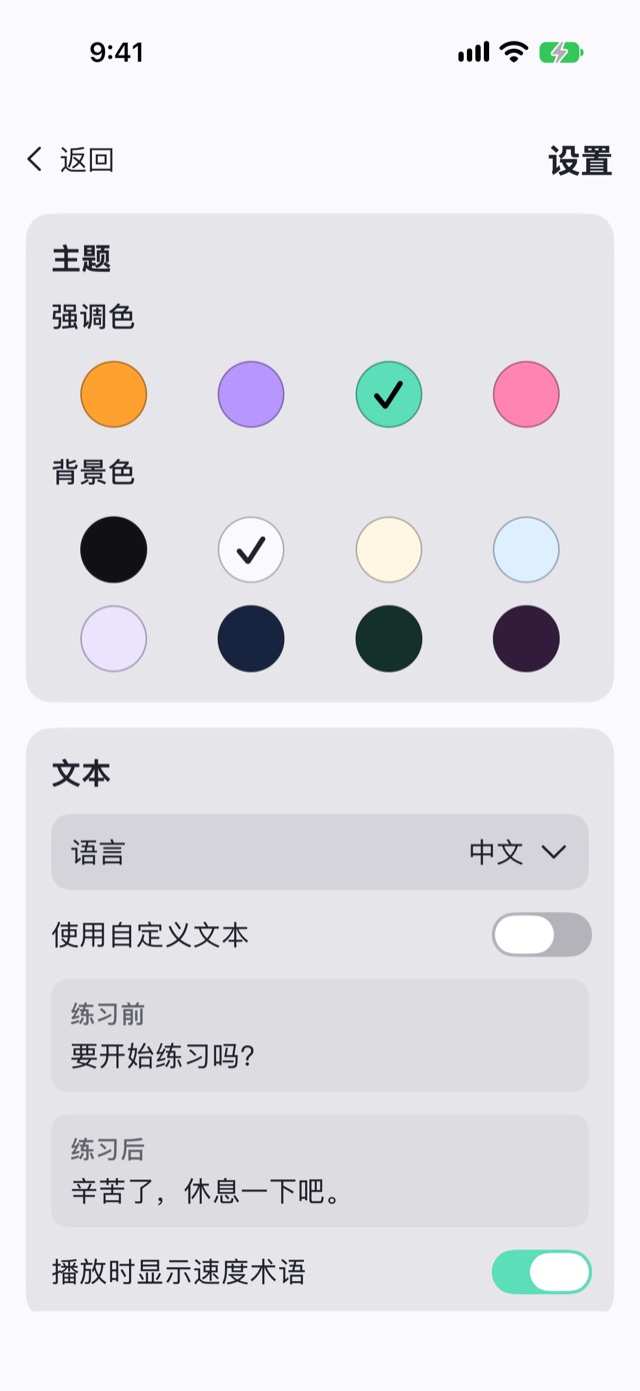 9:41
返回
设置
主题
强调色
背景色
文本
语言 中文
使用自定义文本
练习前
要开始练习吗?
练习后
辛苦了，休息一下吧。
播放时显示速度术语